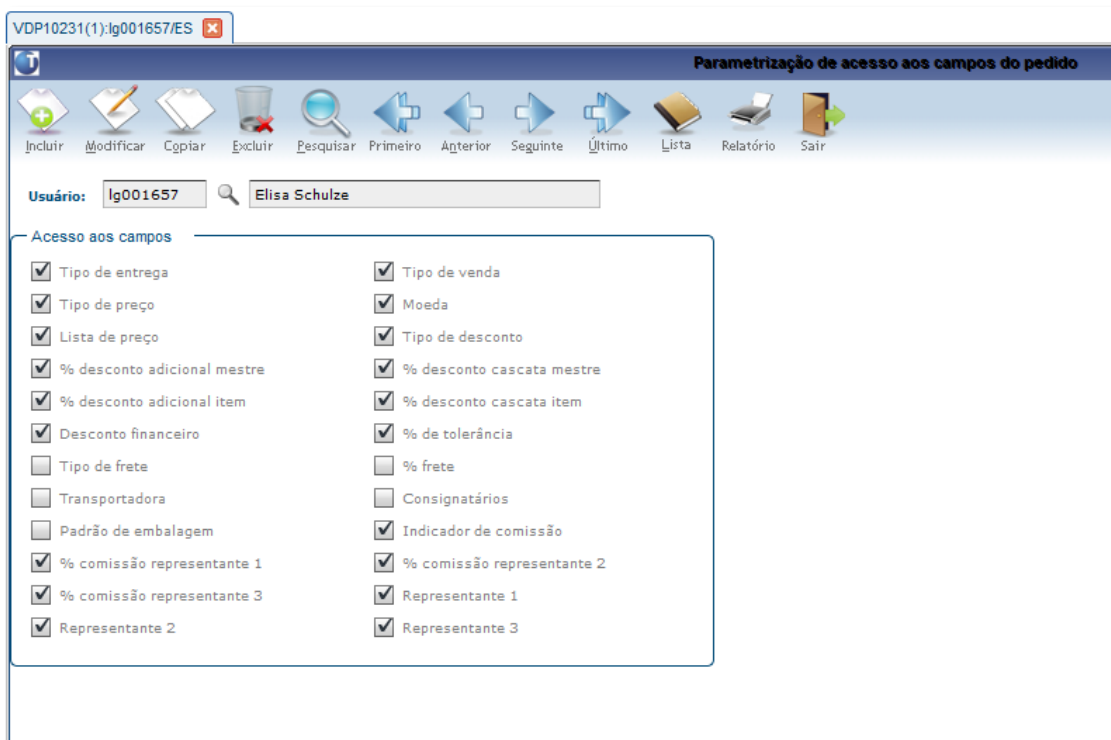 VDP10231(1):lg001657/ES
Parametrização de acesso aos campos do pedido
Incluir Modificar Copiar Excluir Pesquisar Primeiro Anterior Seguinte Último Lista Relatório Sair
Usuário: lg001657 Elisa Schulze
Acesso aos campos
Tipo de entrega Tipo de venda
Tipo de preço Moeda
Lista de preço Tipo de desconto
% desconto adicional mestre % desconto cascata mestre
% desconto adicional item % desconto cascata item
Desconto financeiro % de tolerância
Tipo de frete % frete
Transportadora Consignatários
Padrão de embalagem Indicador de comissão
% comissão representante 1 % comissão representante 2
% comissão representante 3 Representante 1
Representante 2 Representante 3